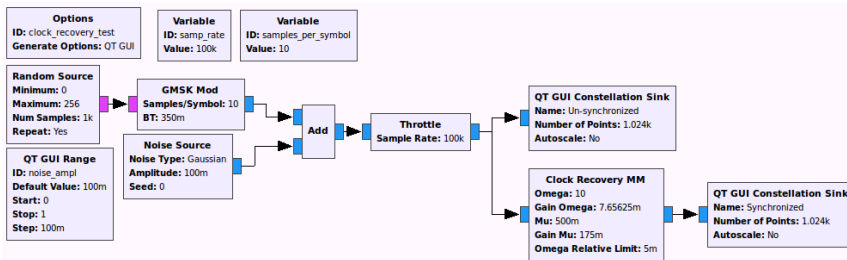 Options
ID: clock_recovery_test
Generate Options: QT GUI
Variable
ID: samp_rate
Value: 100k
Variable
ID: samples_per_symbol
Value: 10
Random Source
Minimum: 0
Maximum: 256
Num Samples: 1k
Repeat: Yes
GMSK Mod
Samples/Symbol: 10
BT: 350m
QT GUI Range
ID: noise_ampl
Default Value: 100m
Start: 0
Stop: 1
Step: 100m
Noise Source
Noise Type: Gaussian
Amplitude: 100m
Seed: 0
Add
Throttle
Sample Rate: 100k
QT GUI Constellation Sink
Name: Un-synchronized
Number of Points: 1.024k
Autoscale: No
Clock Recovery MM
Omega: 10
Gain Omega: 7.65625m
Mu: 500m
Gain Mu: 175m
Omega Relative Limit: 5m
QT GUI Constellation Sink
Name: Synchronized
Number of Points: 1.024k
Autoscale: No